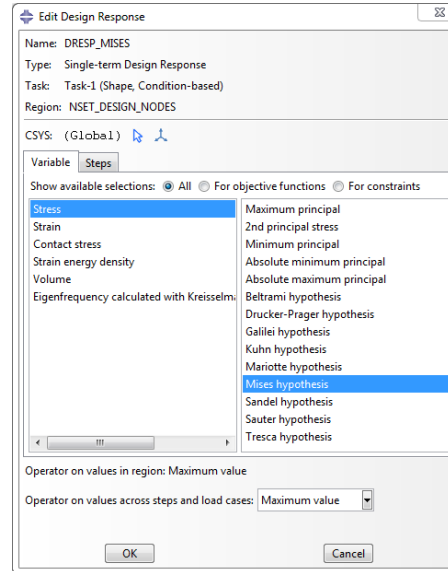 Edit Design Response
Name: DRESP_MISES
Type: Single-term Design Response
Task: Task-1 (Shape, Condition-based)
Region: NSET_DESIGN_NODES
CSYS: (Global)
Variable Steps
Show available selections: All For objective functions For constraints
Stress
Strain
Contact stress
Strain energy density
Volume
Eigenfrequency calculated with Kreisselm
Maximum principal
2nd principal stress
Minimum principal
Absolute minimum principal
Absolute maximum principal
Beltrami hypothesis
Drucker-Prager hypothesis
Galilei hypothesis
Kuhn hypothesis
Mariotte hypothesis
Mises hypothesis
Sandel hypothesis
Sauter hypothesis
Tresca hypothesis
Operator on values in region: Maximum value
Operator on values across steps and load cases: Maximum value
OK Cancel